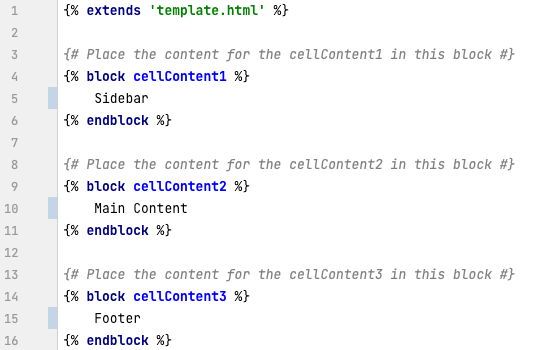 1 {% extends 'template.html' %}
2
3 {# Place the content for the cellContent1 in this block #}
4 {% block cellContent1 %}
5     Sidebar
6 {% endblock %}
7
8 {# Place the content for the cellContent2 in this block #}
9 {% block cellContent2 %}
10     Main Content
11 {% endblock %}
12
13 {# Place the content for the cellContent3 in this block #}
14 {% block cellContent3 %}
15     Footer
16 {% endblock %}